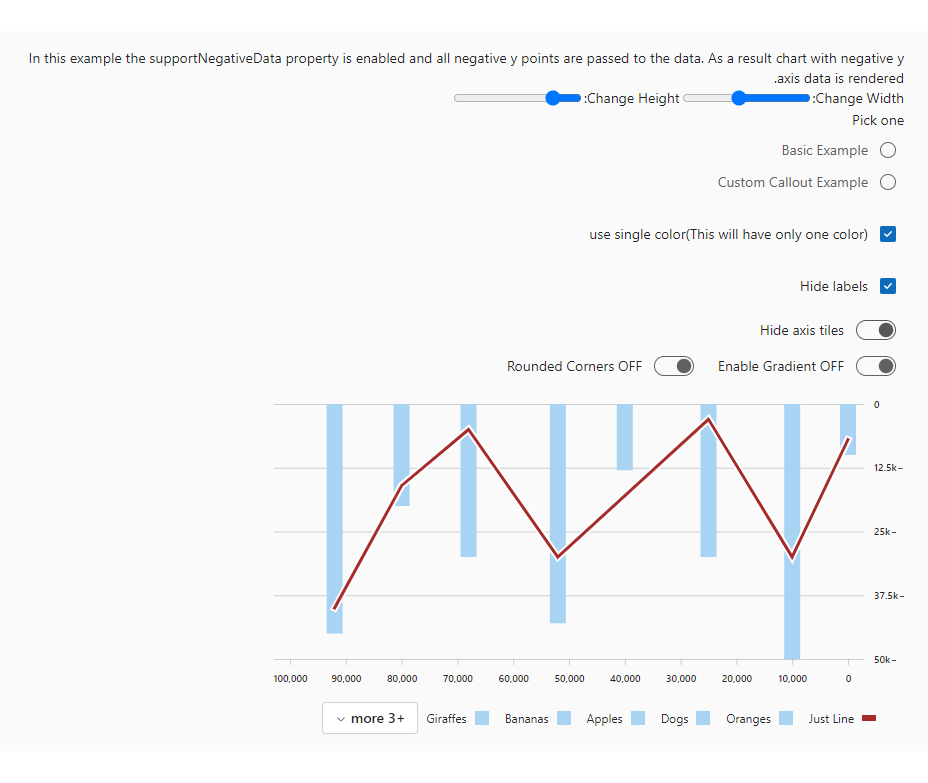 In this example the supportNegativeData property is enabled and all negative y points are passed to the data. As a result chart with negative y
.axis data is rendered
:Change Height :Change Width
Pick one
Basic Example
Custom Callout Example
use single color(This will have only one color)
Hide labels
Hide axis tiles
Rounded Corners OFF Enable Gradient OFF
0
12.5k−
25k−
37.5k−
50k−
100,000 90,000 80,000 70,000 60,000 50,000 40,000 30,000 20,000 10,000 0
more 3+ Giraffes Bananas Apples Dogs Oranges Just Line